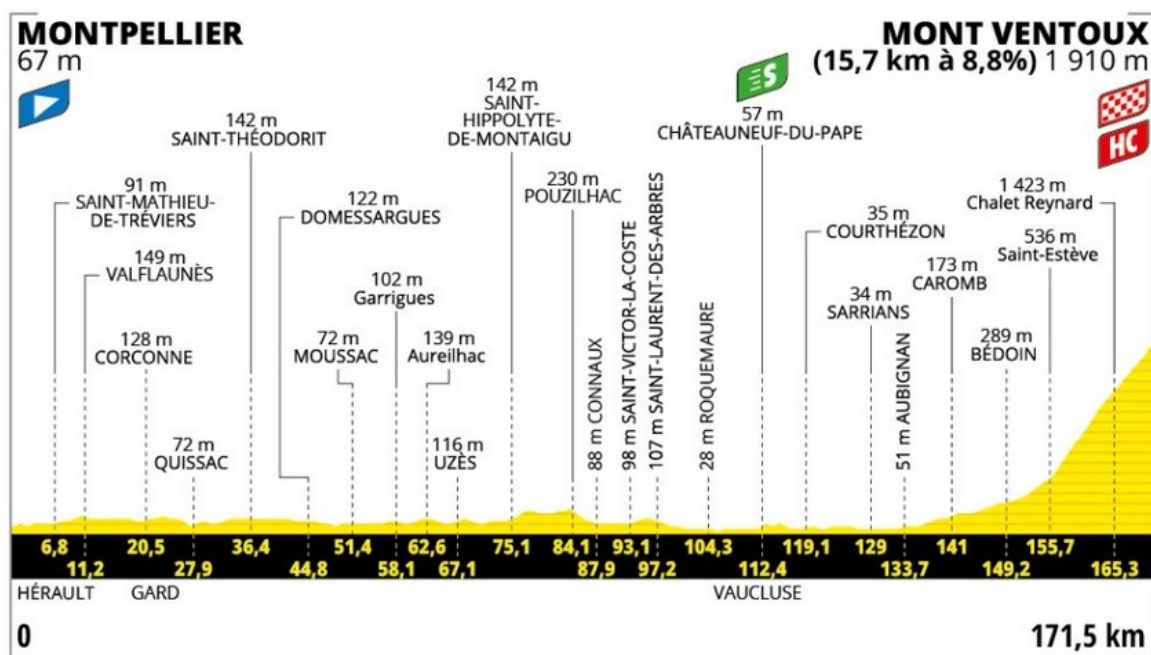 MONTPELLIER
67 m
MONT VENTOUX
(15,7 km à 8,8%) 1 910 m
S
HC
91 m
SAINT-MATHIEU-
DE-TRÉVIERS
149 m
VALFLAUNÈS
128 m
CORCONNE
72 m
QUISSAC
142 m
SAINT-THÉODORIT
122 m
DOMESSARGUES
72 m
MOUSSAC
102 m
Garrigues
139 m
Aureilhac
116 m
UZÈS
142 m
SAINT-
HIPPOLYTE-
DE-MONTAIGU
230 m
POUZILHAC
88 m CONNAUX
98 m SAINT-VICTOR-LA-COSTE
107 m SAINT-LAURENT-DES-ARBRES
28 m ROQUEMAURE
57 m
CHÂTEAUNEUF-DU-PAPE
35 m
COURTHÉZON
34 m
SARRIANS
51 m AUBIGNAN
173 m
CAROMB
289 m
BÉDOIN
536 m
Saint-Estève
1 423 m
Chalet Reynard
6,8
11,2
20,5
27,9
36,4
44,8
51,4
58,1
62,6
67,1
75,1
84,1
87,9
93,1
97,2
104,3
112,4
119,1
129
133,7
141
149,2
155,7
165,3
HÉRAULT
GARD
VAUCLUSE
0
171,5 km